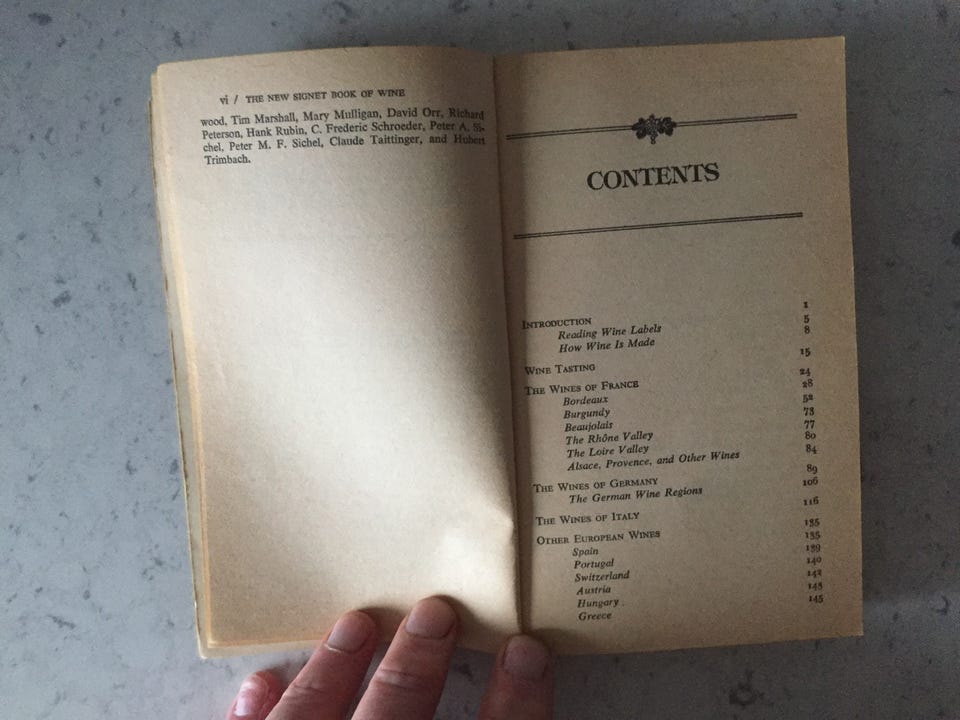 vi / THE NEW SIGNET BOOK OF WINE
wood, Tim Marshall, Mary Mulligan, David Orr, Richard
Peterson, Hank Rubin, C. Frederic Schroeder, Peter A. Si-
chel, Peter M. F. Sichel, Claude Taittinger, and Hubert
Trimbach.
CONTENTS
INTRODUCTION 1
Reading Wine Labels 5
How Wine Is Made 8
WINE TASTING 15
THE WINES OF FRANCE 24
Bordeaux 28
Burgundy 52
Beaujolais 73
The Rhône Valley 77
The Loire Valley 80
Alsace, Provence, and Other Wines 84
THE WINES OF GERMANY 89
The German Wine Regions 106
THE WINES OF ITALY 116
OTHER EUROPEAN WINES 135
Spain 135
Portugal 139
Switzerland 140
Austria 142
Hungary 143
Greece 145